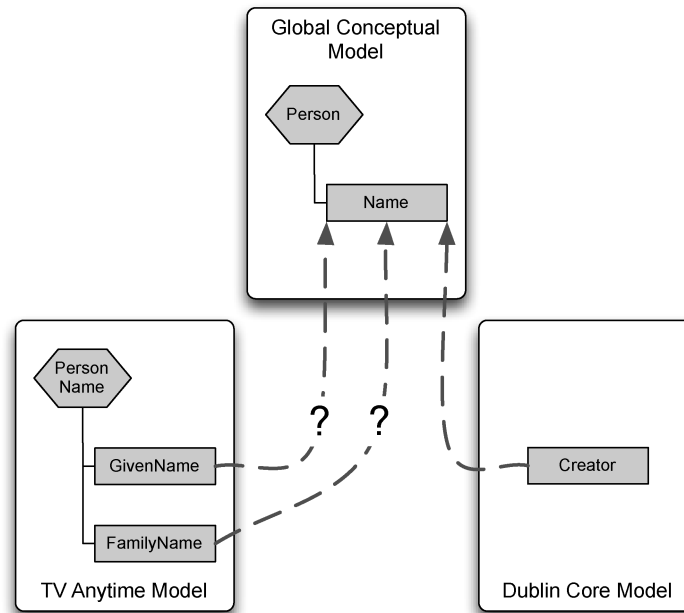 Global Conceptual
Model
Person
Name
Person
Name
?
?
GivenName
FamilyName
TV Anytime Model
Creator
Dublin Core Model